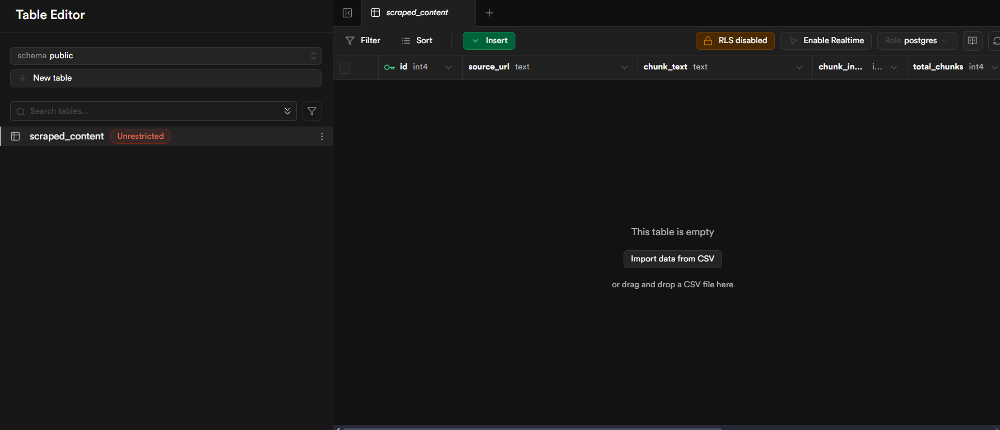 Table Editor
schema public
New table
Search tables...
scraped_content Unrestricted
scraped_content
Filter Sort Insert RLS disabled Enable Realtime Role postgres
id int4 source_url text chunk_text text chunk_in... i... total_chunks int4
This table is empty
Import data from CSV
or drag and drop a CSV file here